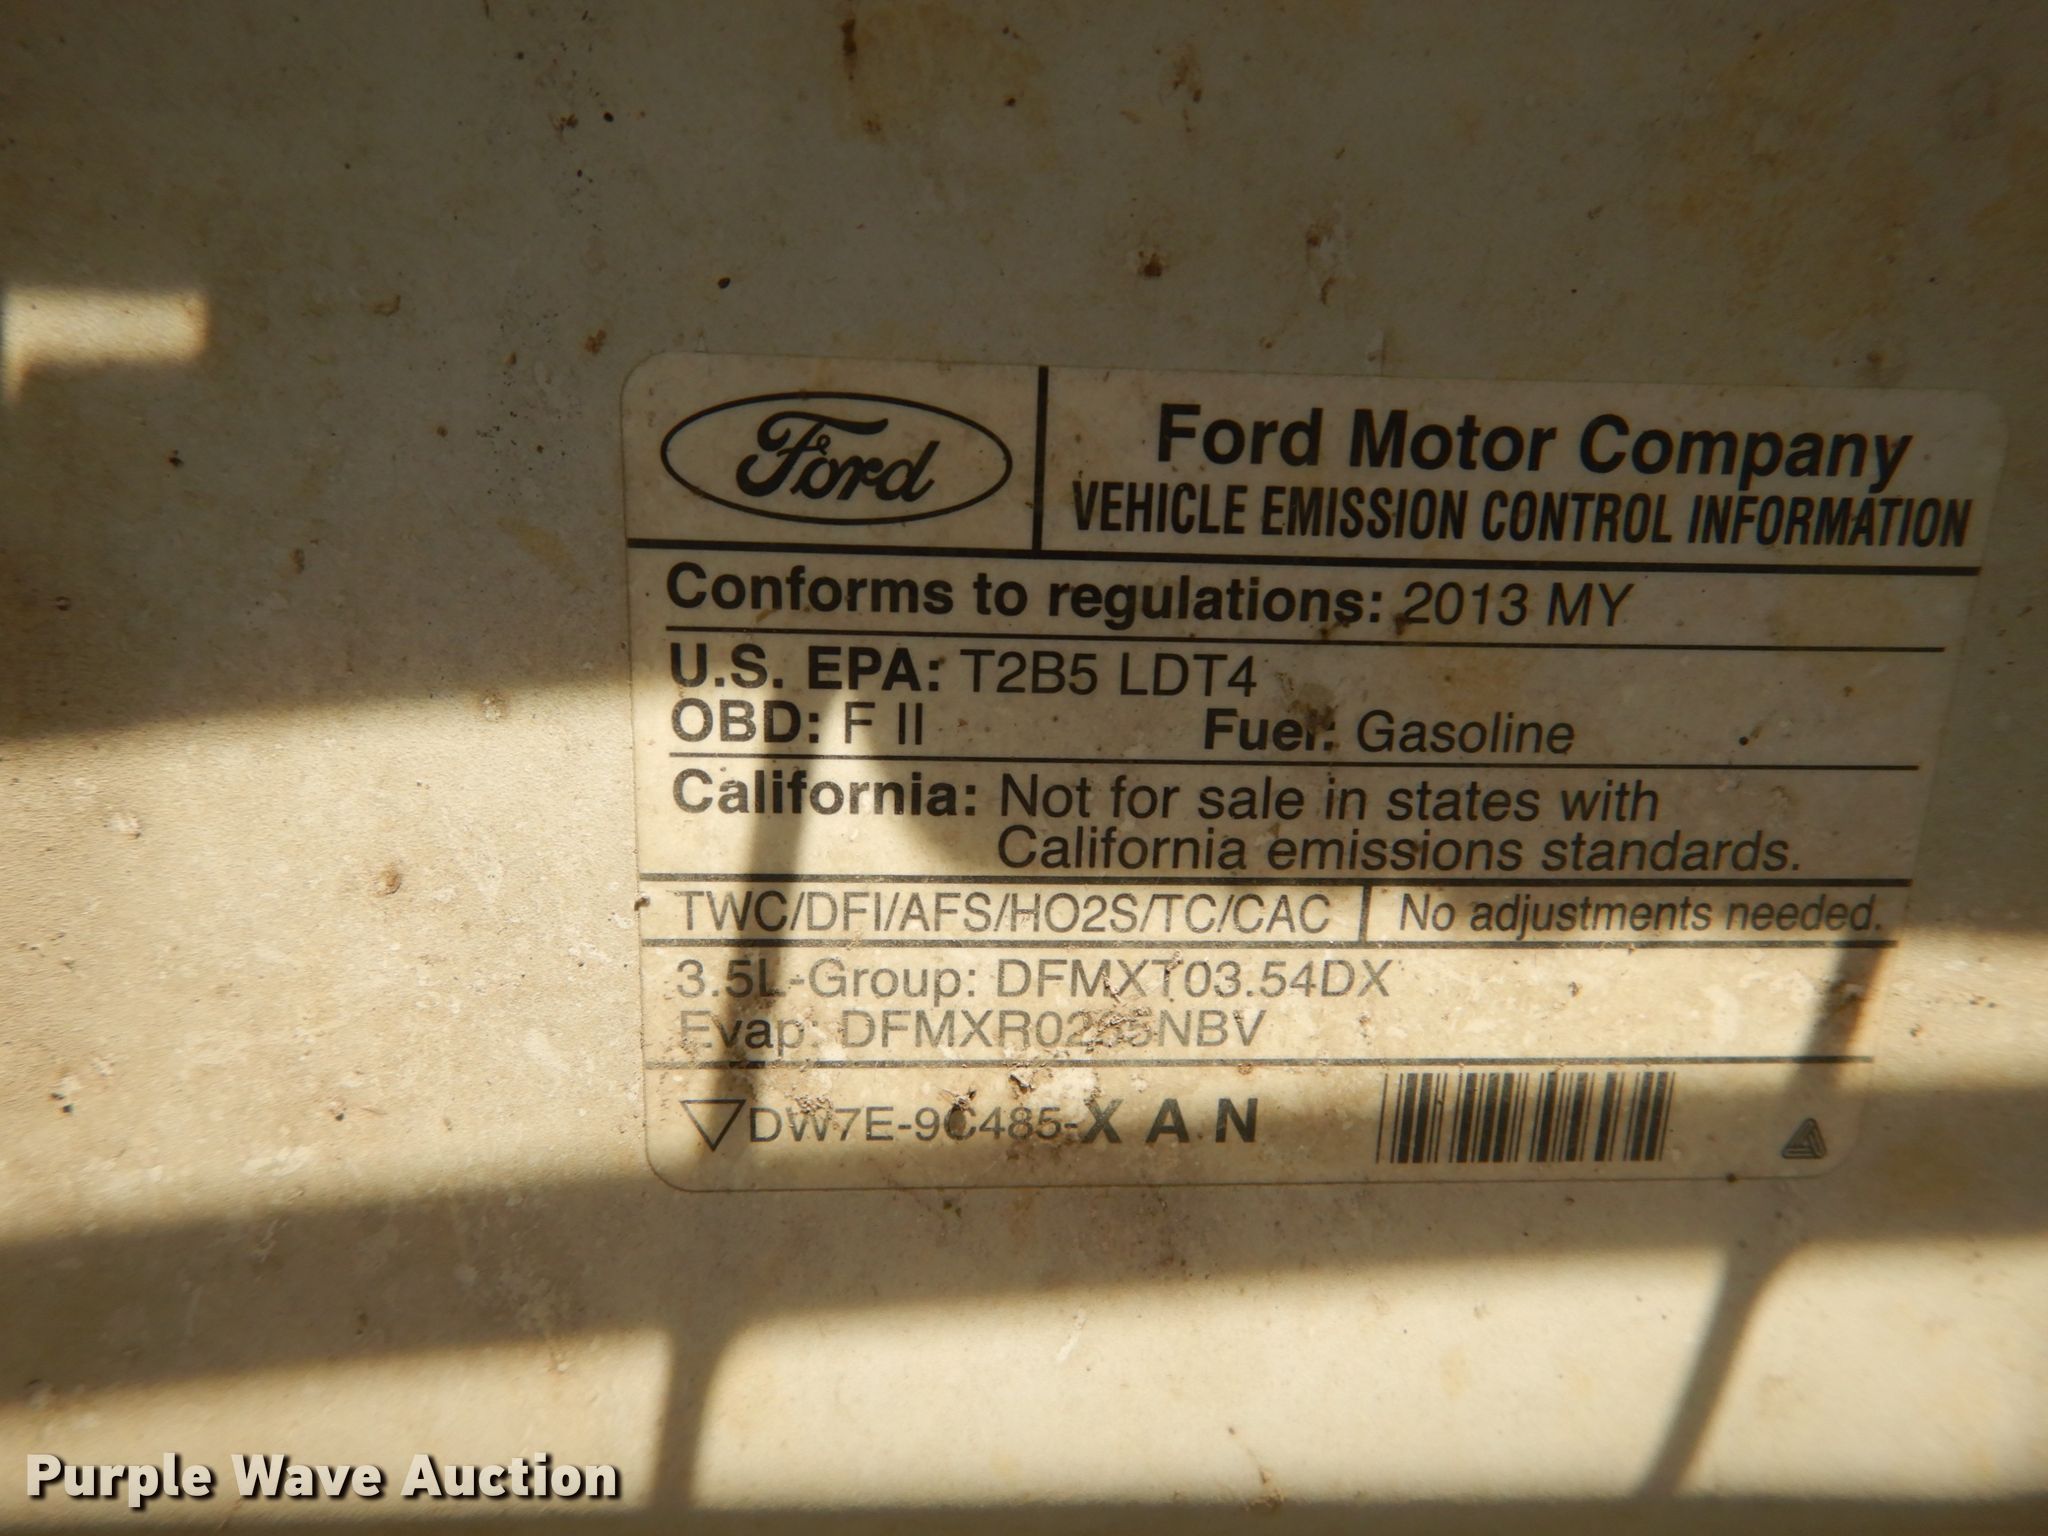 Ford
Ford Motor Company
VEHICLE EMISSION CONTROL INFORMATION
Conforms to regulations: 2013 MY
U.S. EPA: T2B5 LDT4
OBD: F II Fuel: Gasoline
California: Not for sale in states with
California emissions standards.
TWC/DFI/AFS/HO2S/TC/CAC No adjustments needed.
3.5L-Group: DFMXT03.54DX
Evap: DFMXR0265NBV
DW7E-9C485-X A N
Purple Wave Auction